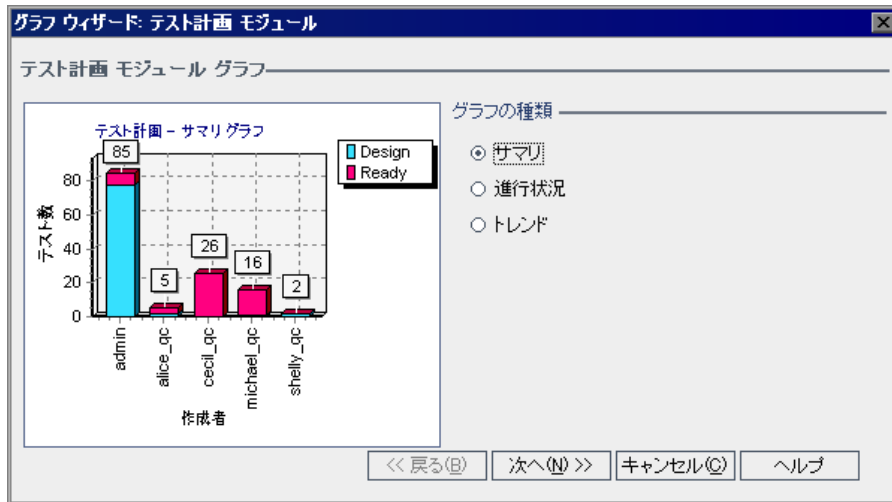 グラフ ウィザード: テスト計画 モジュール
テスト計画 モジュール グラフ
テスト計画 - サマリ グラフ
Design
Ready
85
5
26
16
2
80
60
40
20
0
テスト数
admin
alice_qc
cecil_qc
michael_qc
shelly_qc
作成者
グラフの種類
サマリ
進行状況
トレンド
<< 戻る(B)
次へ(N) >>
キャンセル(C)
ヘルプ